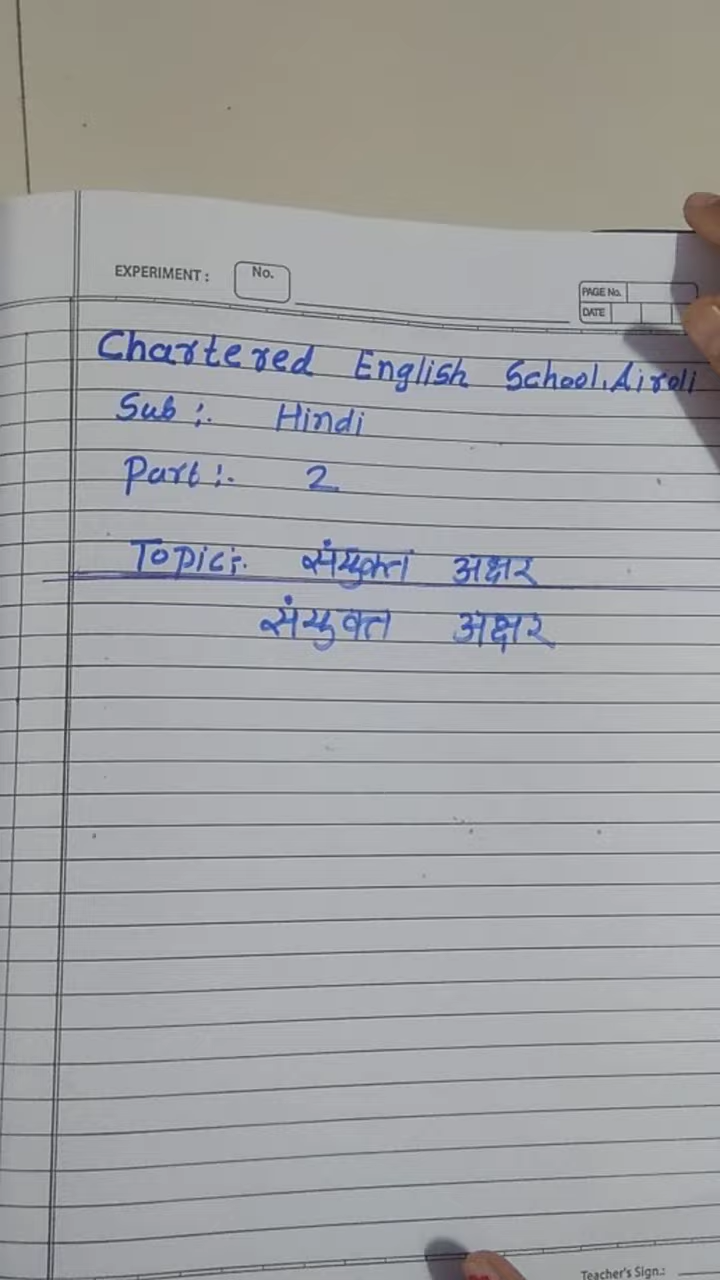 EXPERIMENT : No.
PAGE No.
DATE
Chartered English School, Airoli
Sub :- Hindi
Part :- 2
Topic :- संयुक्त अक्षर
संयुक्त अक्षर
Teacher's Sign.: